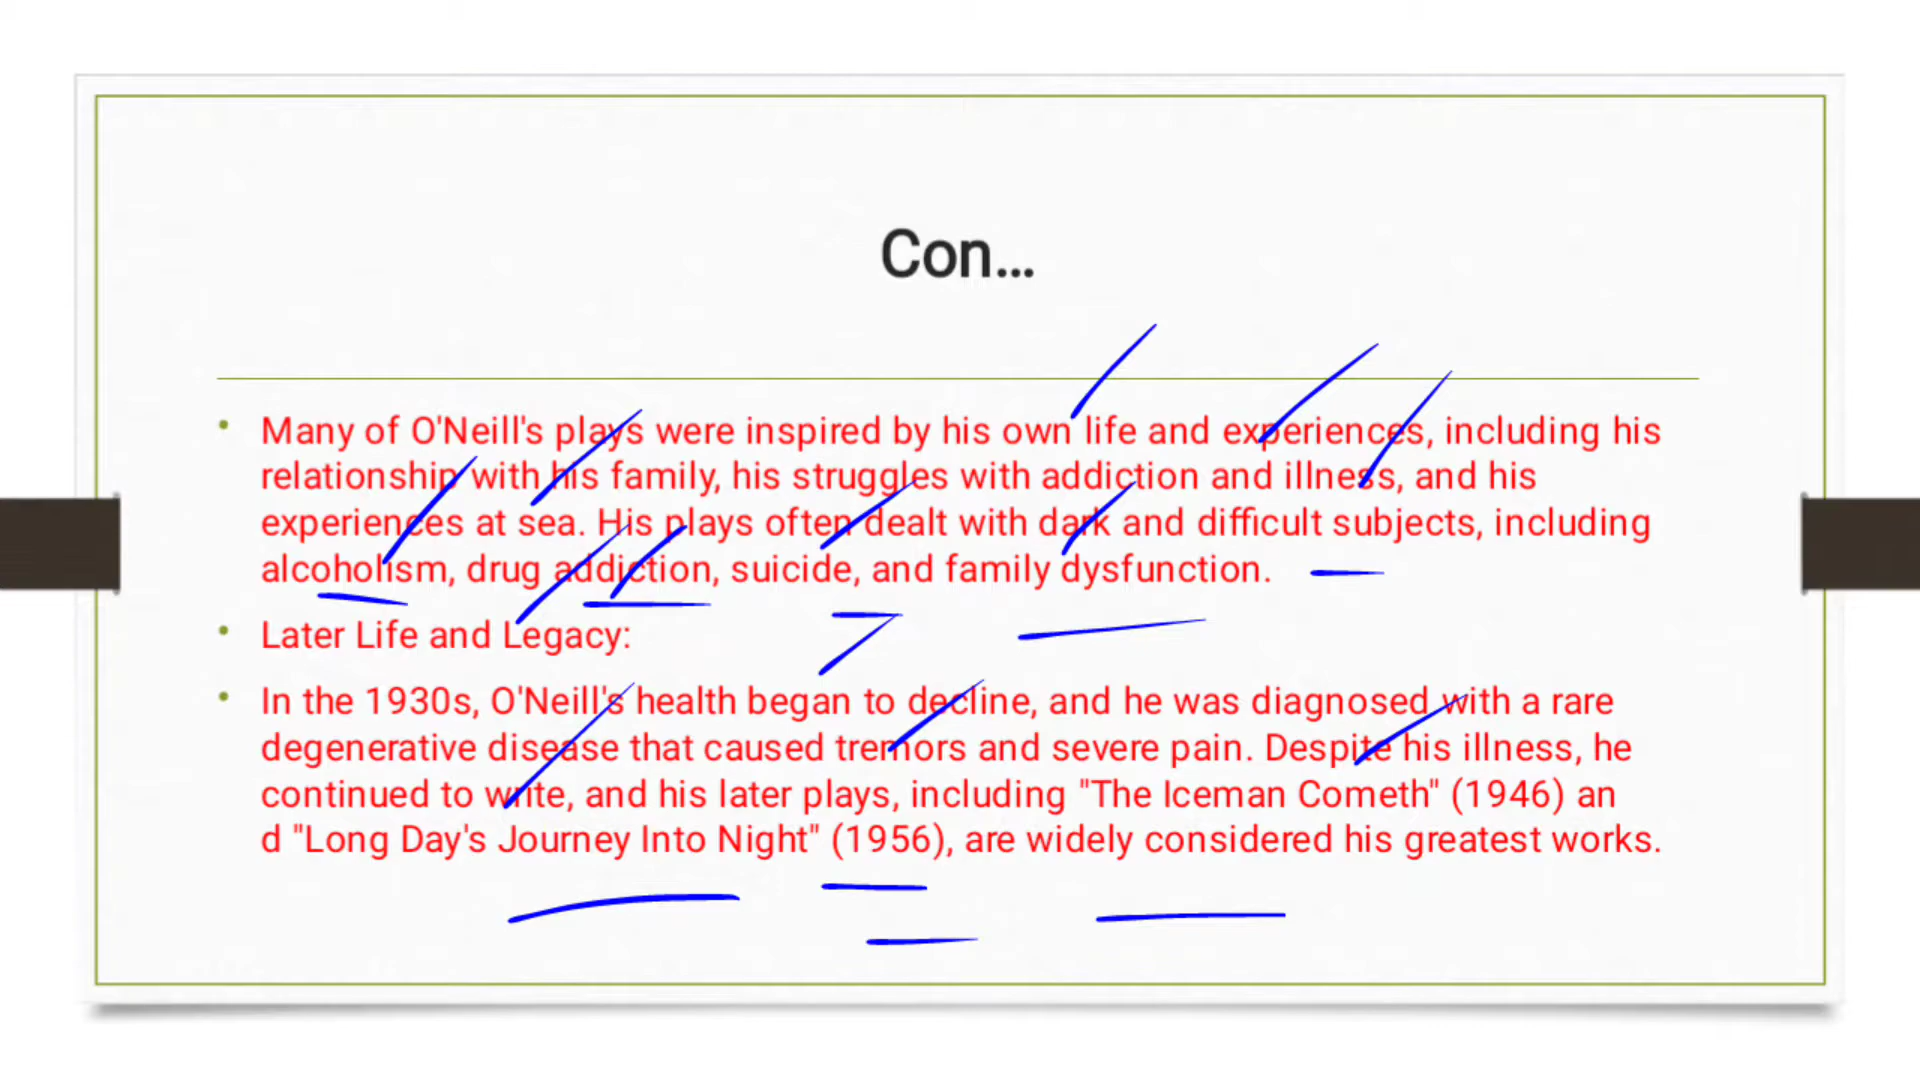 Con...
• Many of O'Neill's plays were inspired by his own life and experiences, including his
relationship with his family, his struggles with addiction and illness, and his
experiences at sea. His plays often dealt with dark and difficult subjects, including
alcoholism, drug addiction, suicide, and family dysfunction.
• Later Life and Legacy:
• In the 1930s, O'Neill's health began to decline, and he was diagnosed with a rare
degenerative disease that caused tremors and severe pain. Despite his illness, he
continued to write, and his later plays, including "The Iceman Cometh" (1946) an
d "Long Day's Journey Into Night" (1956), are widely considered his greatest works.